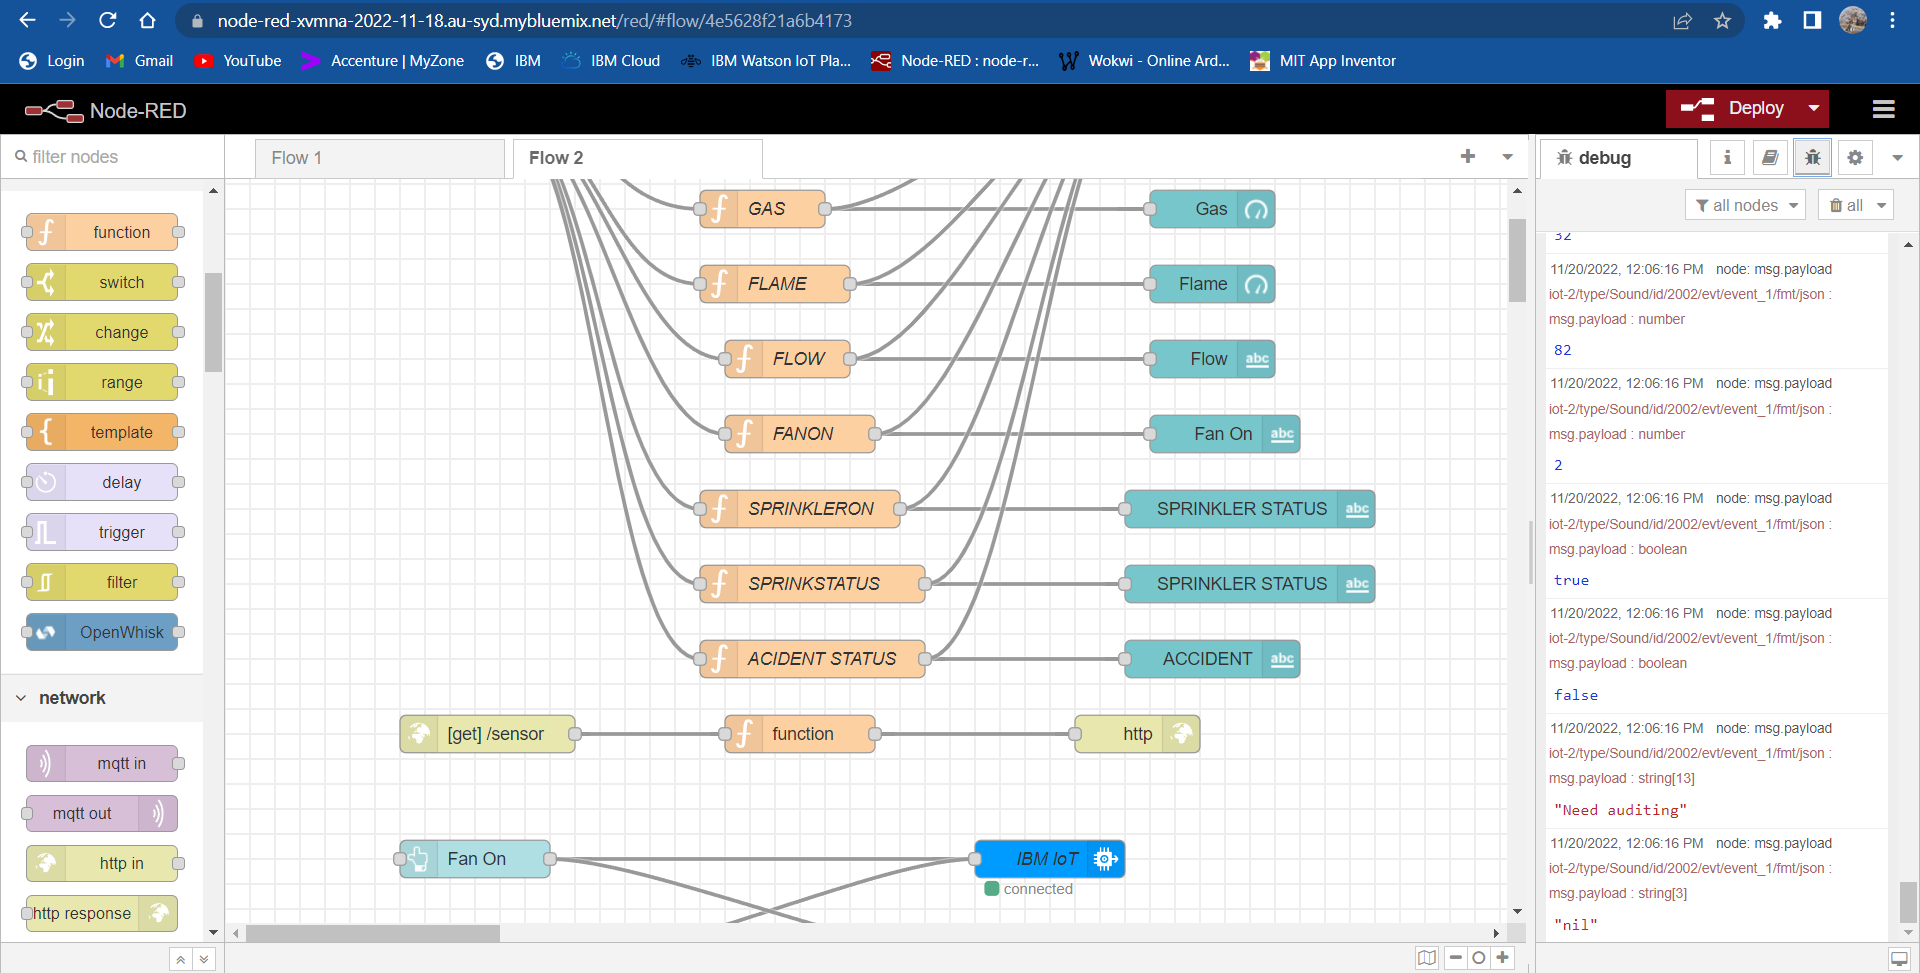 node-red-xvmna-2022-11-18.au-syd.mybluemix.net/red/#flow/4e5628f21a6b4173
Login
Gmail
YouTube
Accenture | MyZone
IBM
IBM Cloud
IBM Watson IoT Pla...
Node-RED : node-r...
Wokwi - Online Ard...
MIT App Inventor
Node-RED
Deploy
filter nodes
function
switch
change
range
template
delay
trigger
filter
OpenWhisk
network
mqtt in
mqtt out
http in
http response
Flow 1
Flow 2
GAS
Gas
FLAME
Flame
FLOW
Flow
abc
FANON
Fan On
abc
SPRINKLERON
SPRINKLER STATUS
abc
SPRINKSTATUS
SPRINKLER STATUS
abc
ACIDENT STATUS
ACCIDENT
abc
[get] /sensor
function
http
Fan On
IBM IoT
connected
debug
all nodes
all
32
11/20/2022, 12:06:16 PM node: msg.payload
iot-2/type/Sound/id/2002/evt/event_1/fmt/json :
msg.payload : number
82
11/20/2022, 12:06:16 PM node: msg.payload
iot-2/type/Sound/id/2002/evt/event_1/fmt/json :
msg.payload : number
2
11/20/2022, 12:06:16 PM node: msg.payload
iot-2/type/Sound/id/2002/evt/event_1/fmt/json :
msg.payload : boolean
true
11/20/2022, 12:06:16 PM node: msg.payload
iot-2/type/Sound/id/2002/evt/event_1/fmt/json :
msg.payload : boolean
false
11/20/2022, 12:06:16 PM node: msg.payload
iot-2/type/Sound/id/2002/evt/event_1/fmt/json :
msg.payload : string[13]
"Need auditing"
11/20/2022, 12:06:16 PM node: msg.payload
iot-2/type/Sound/id/2002/evt/event_1/fmt/json :
msg.payload : string[3]
"nil"